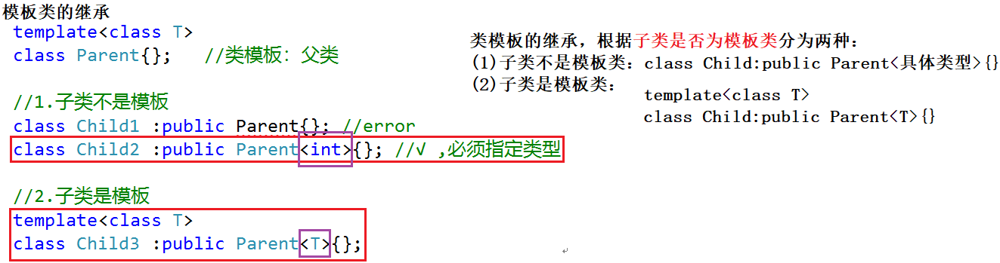 模板类的继承
template<class T>
class Parent{};   //类模板：父类
//1.子类不是模板
class Child1 :public Parent{}; //error
class Child2 :public Parent<int>{}; //√ ,必须指定类型
//2.子类是模板
template<class T>
class Child3 :public Parent<T>{};
类模板的继承，根据子类是否为模板类分为两种：
(1)子类不是模板类：class Child:public Parent<具体类型>{}
(2)子类是模板类：
template<class T>
class Child:public Parent<T>{}